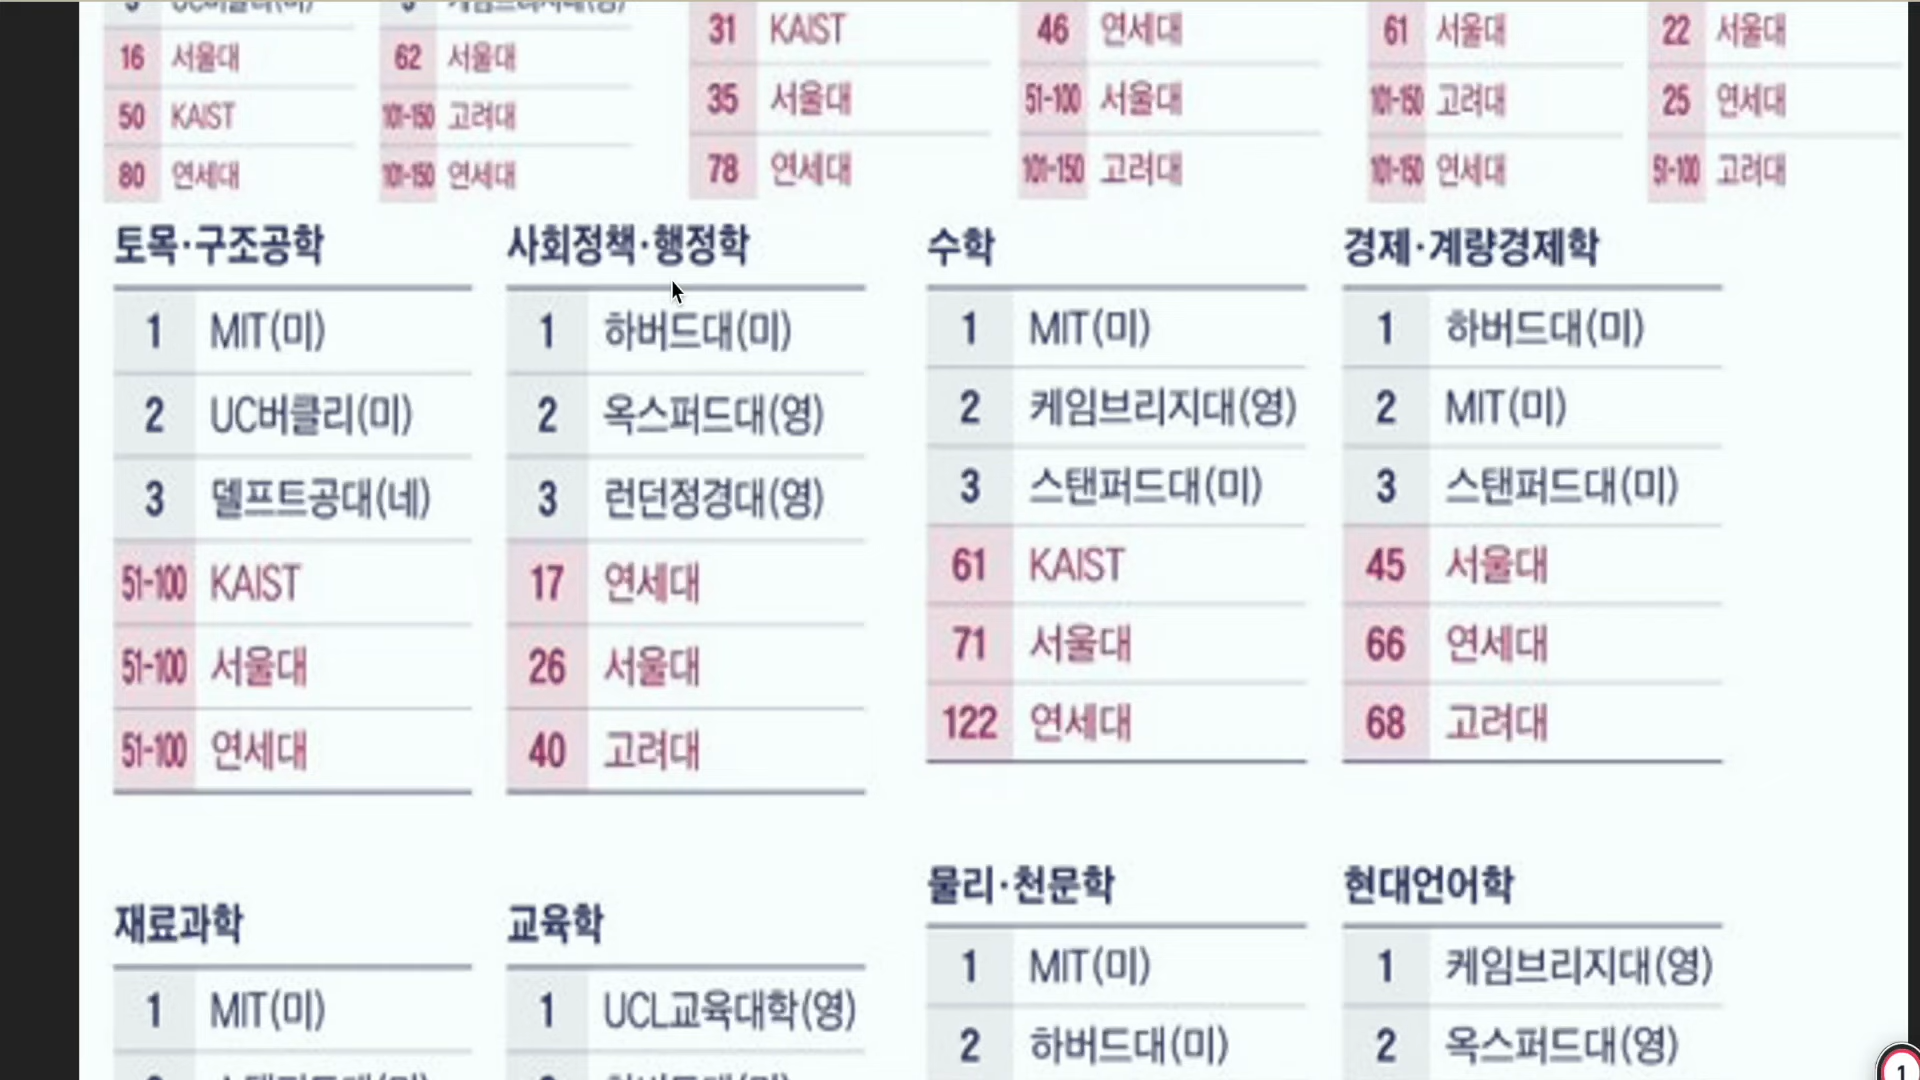 16 서울대
50 KAIST
80 연세대
62 서울대
101-150 고려대
101-150 연세대
31 KAIST
35 서울대
78 연세대
46 연세대
51-100 서울대
101-150 고려대
61 서울대
101-150 고려대
101-150 연세대
22 서울대
25 연세대
51-100 고려대
토목·구조공학
1 MIT(미)
2 UC버클리(미)
3 델프트공대(네)
51-100 KAIST
51-100 서울대
51-100 연세대
사회정책·행정학
1 하버드대(미)
2 옥스퍼드대(영)
3 런던정경대(영)
17 연세대
26 서울대
40 고려대
수학
1 MIT(미)
2 케임브리지대(영)
3 스탠퍼드대(미)
61 KAIST
71 서울대
122 연세대
경제·계량경제학
1 하버드대(미)
2 MIT(미)
3 스탠퍼드대(미)
45 서울대
66 연세대
68 고려대
재료과학
1 MIT(미)
교육학
1 UCL교육대학(영)
물리·천문학
1 MIT(미)
2 하버드대(미)
현대언어학
1 케임브리지대(영)
2 옥스퍼드대(영)
1